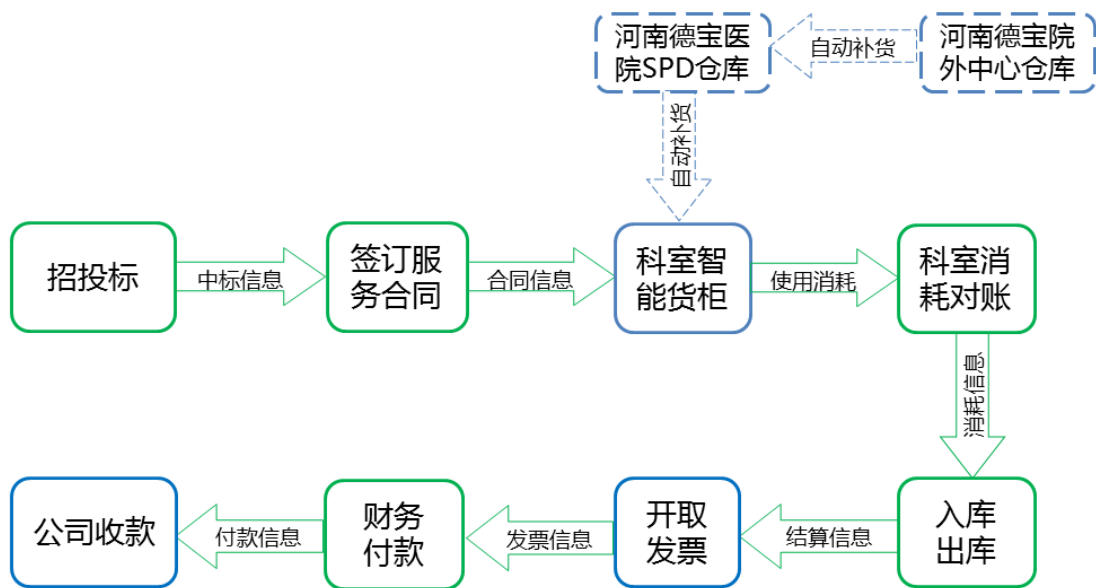 河南德宝医
院SPD仓库
自动补货
河南德宝院
外中心仓库
自动补货
招投标
中标信息
签订服
务合同
合同信息
科室智
能货柜
使用消耗
科室消
耗对账
消耗信息
公司收款
付款信息
财务
付款
发票信息
开取
发票
结算信息
入库
出库